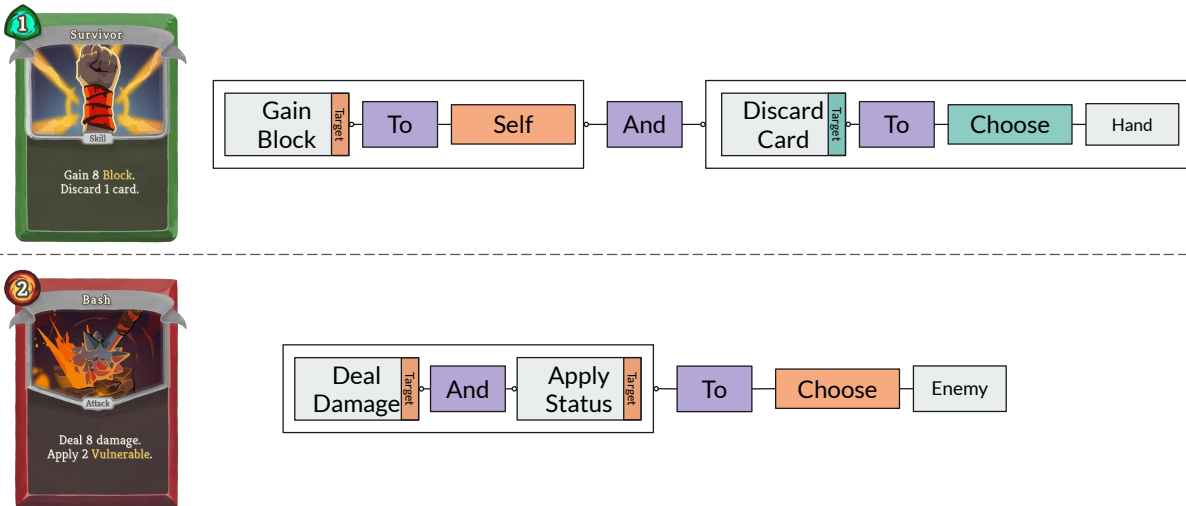 1
Survivor
Skill
Gain 8 Block.
Discard 1 card.
Gain
Block
Target
To
Self
And
Discard
Card
Target
To
Choose
Hand
2
Bash
Attack
Deal 8 damage.
Apply 2 Vulnerable.
Deal
Damage
Target
And
Apply
Status
Target
To
Choose
Enemy